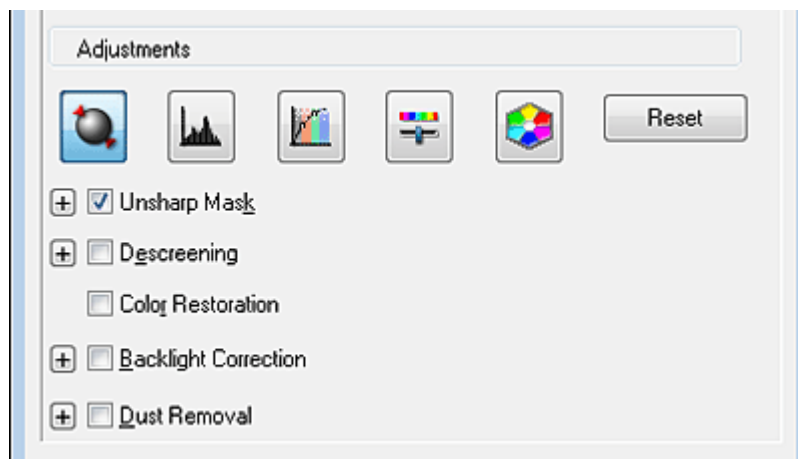 Adjustments
Reset
Unsharp Mask
Descreening
Color Restoration
Backlight Correction
Dust Removal